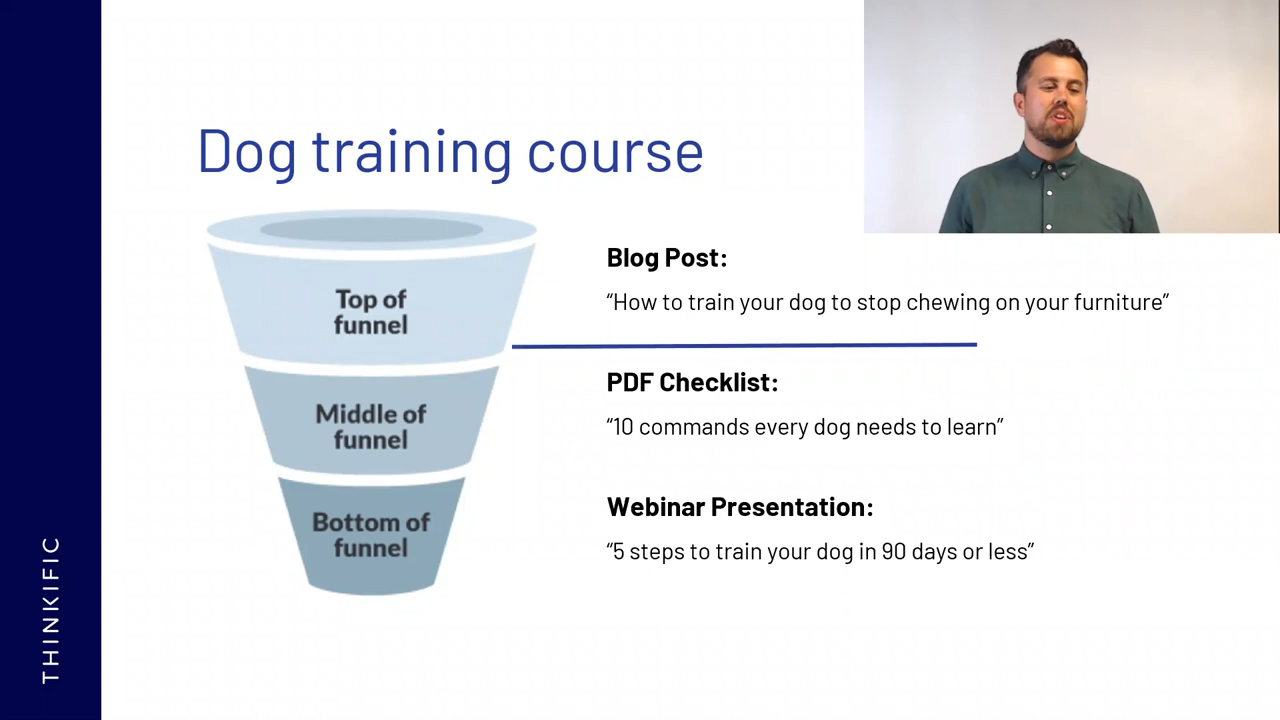 Dog training course
Top of
funnel
Middle of
funnel
Bottom of
funnel
Blog Post:
“How to train your dog to stop chewing on your furniture”
PDF Checklist:
“10 commands every dog needs to learn”
Webinar Presentation:
“5 steps to train your dog in 90 days or less”
THINKIFIC